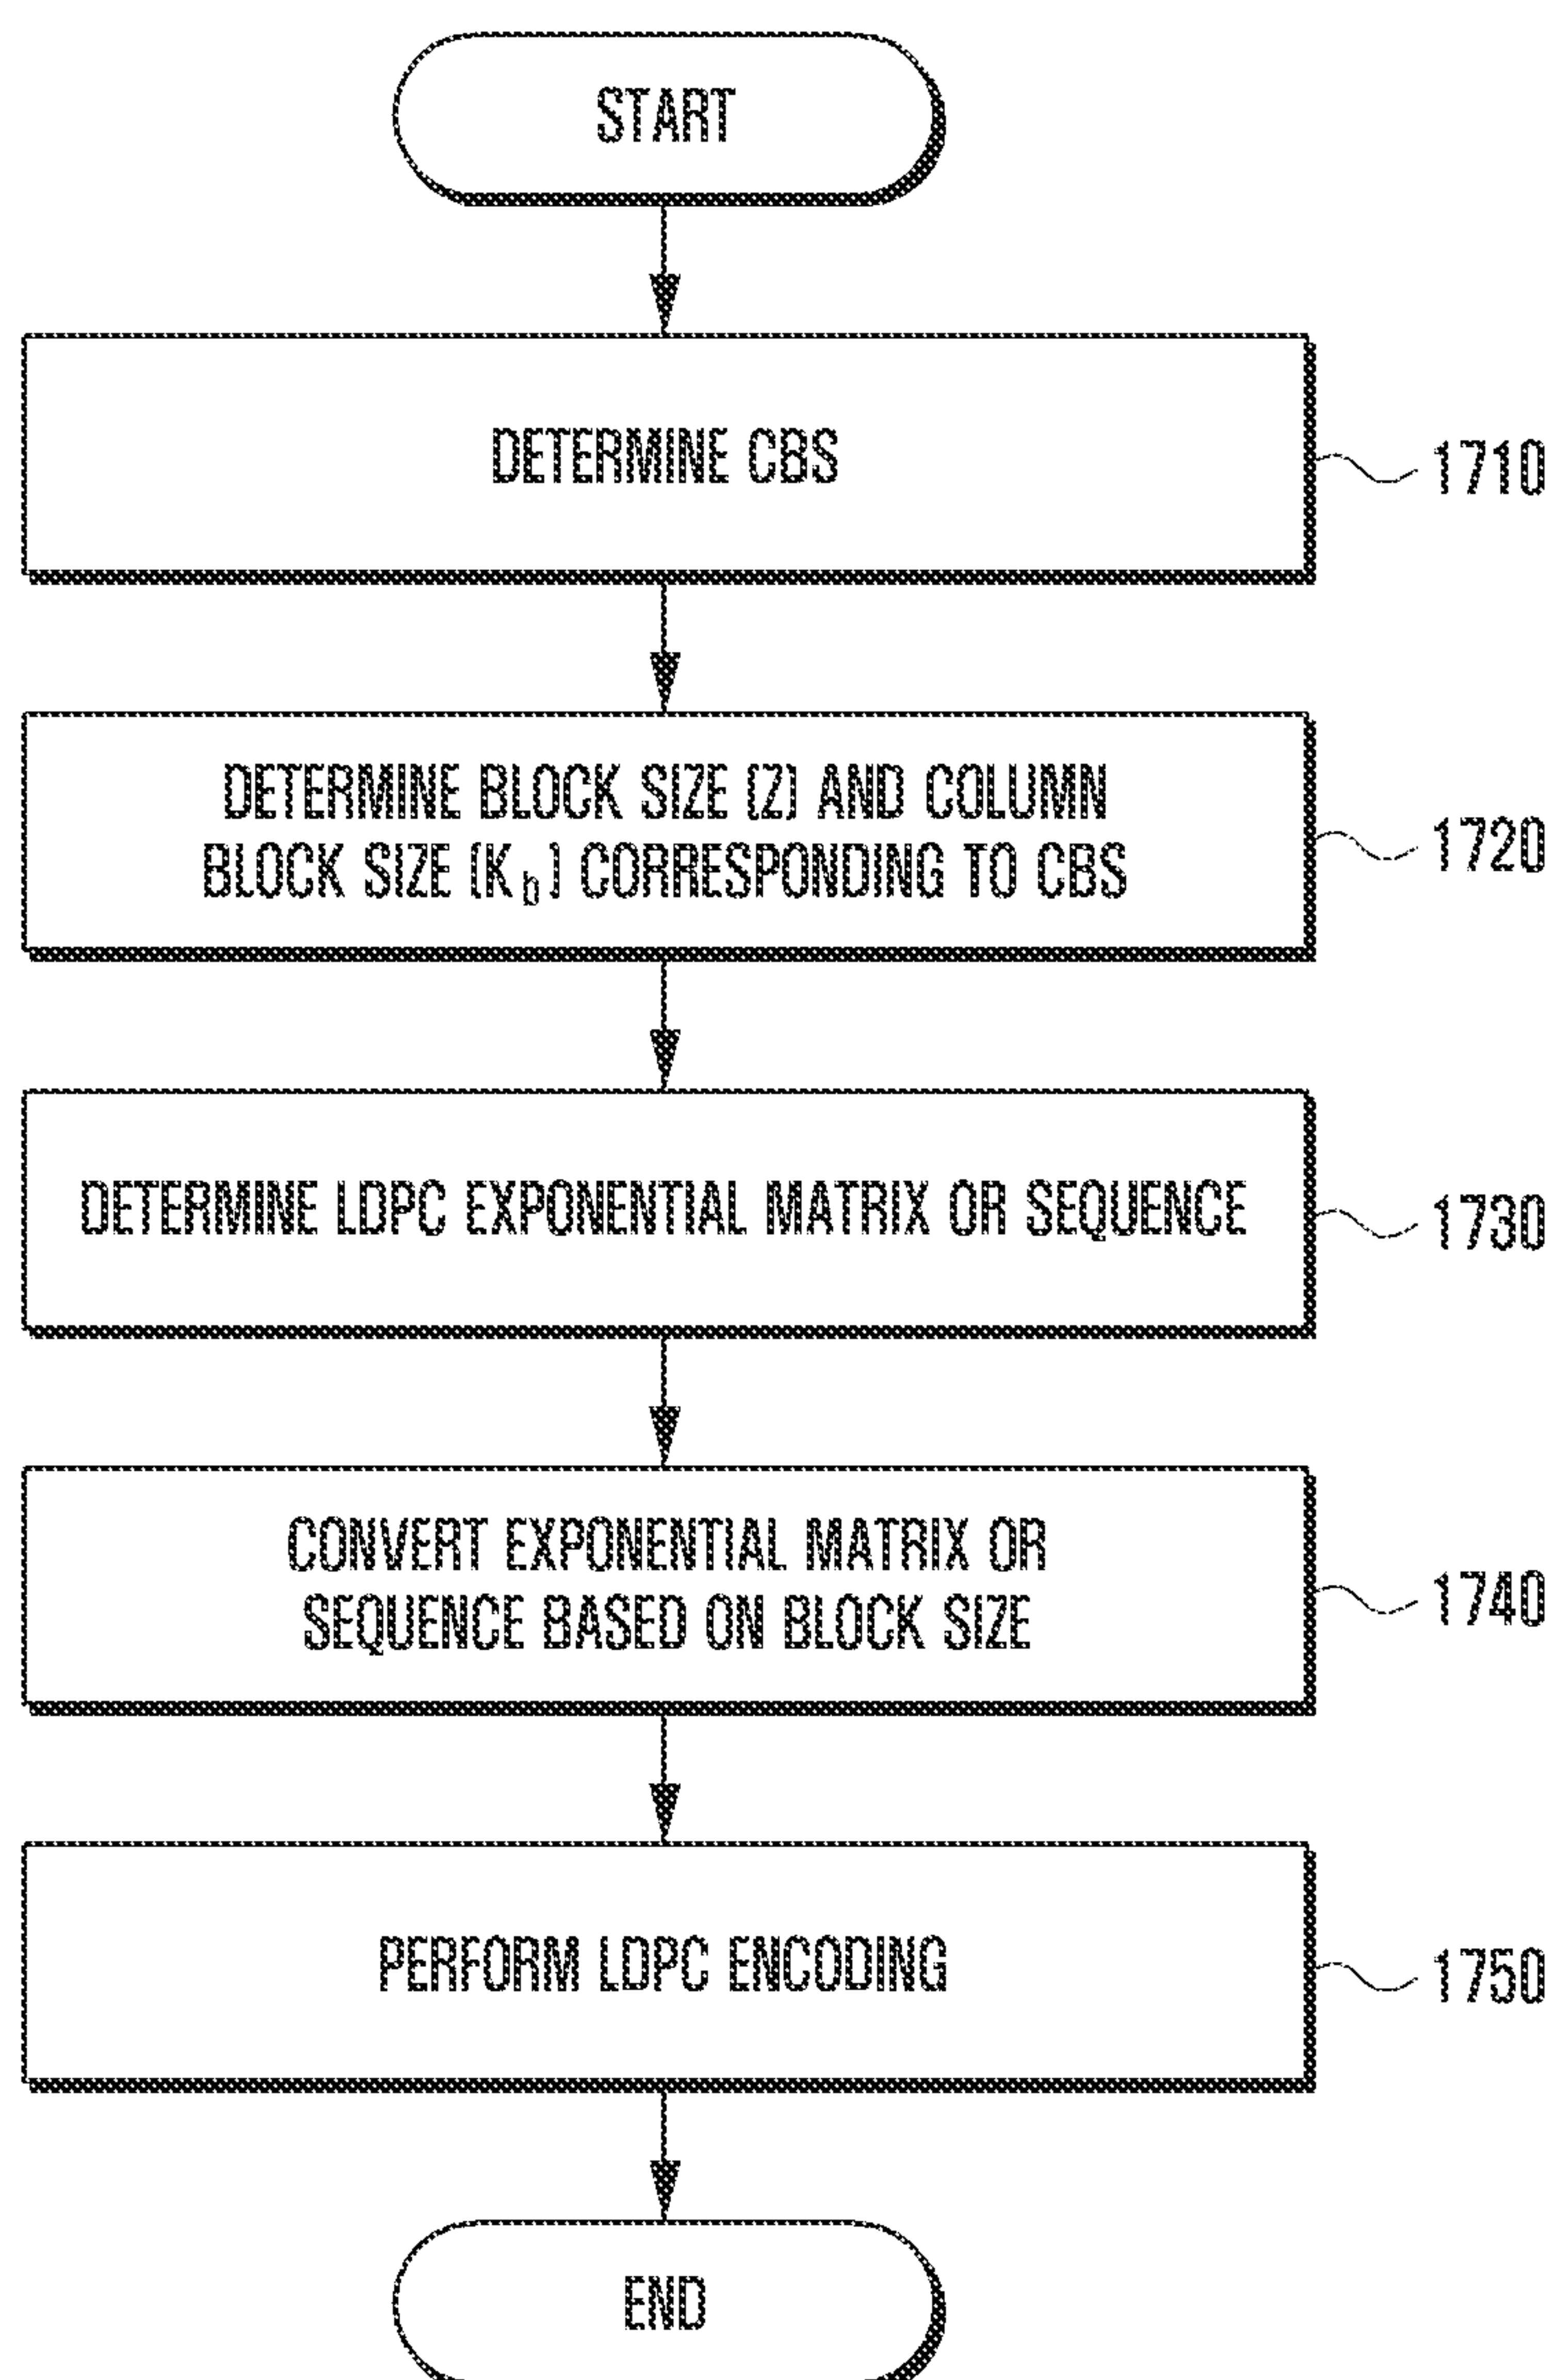 START
DETERMINE CBS
1710
DETERMINE BLOCK SIZE (Z) AND COLUMN
BLOCK SIZE (Kb) CORRESPONDING TO CBS
1720
DETERMINE LDPC EXPONENTIAL MATRIX OR SEQUENCE
1730
CONVERT EXPONENTIAL MATRIX OR
SEQUENCE BASED ON BLOCK SIZE
1740
PERFORM LDPC ENCODING
1750
END